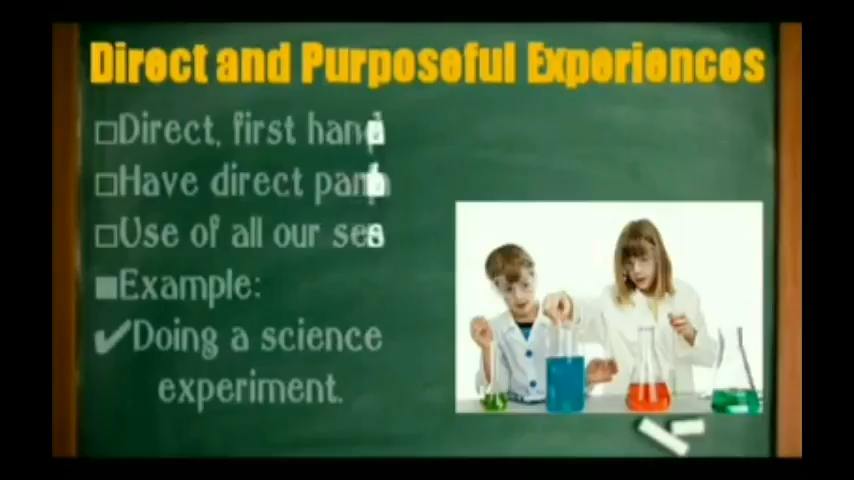 Direct and Purposeful Experiences
□Direct, first
□Have direct
□Use of all our
■Example:
✔Doing a science
experiment.